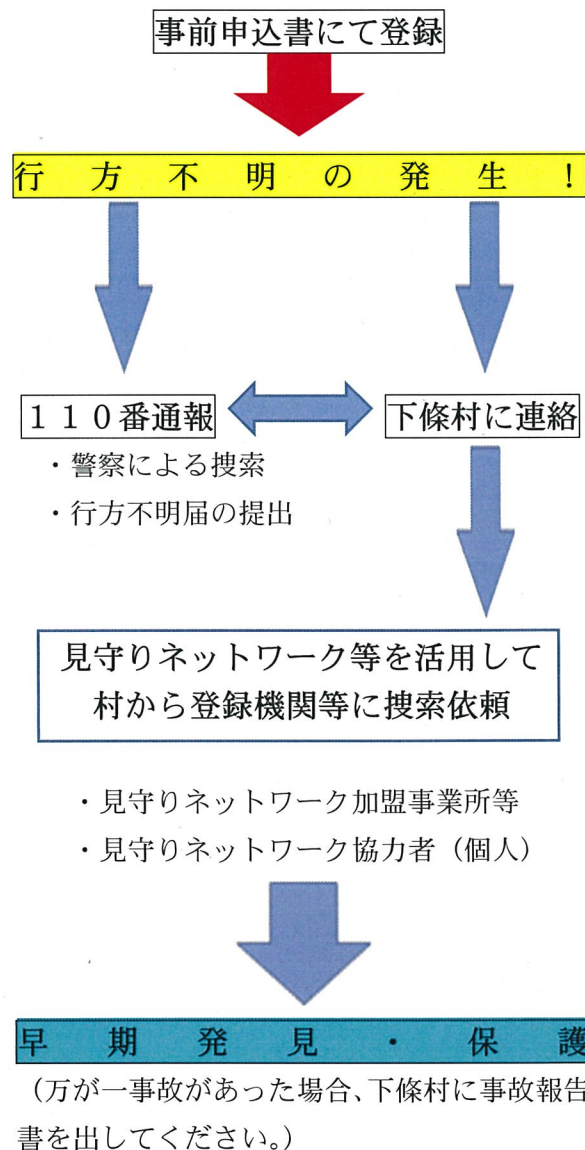 事前申込書にて登録
行方不明の発生！
１１０番通報
下條村に連絡
・警察による捜索
・行方不明届の提出
見守りネットワーク等を活用して
村から登録機関等に捜索依頼
・見守りネットワーク加盟事業所等
・見守りネットワーク協力者（個人）
早期発見・保護
（万が一事故があった場合、下條村に事故報告
書を出してください。）